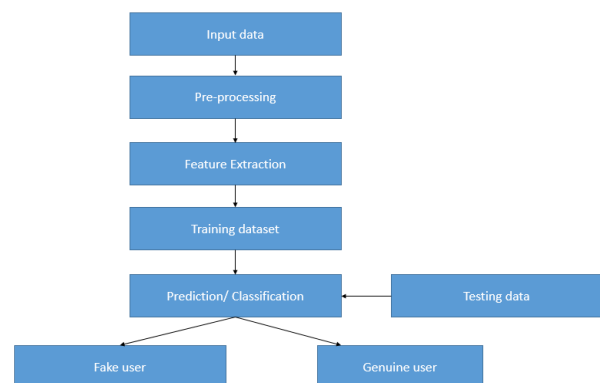 Input data
Pre-processing
Feature Extraction
Training dataset
Prediction/ Classification
Testing data
Fake user
Genuine user